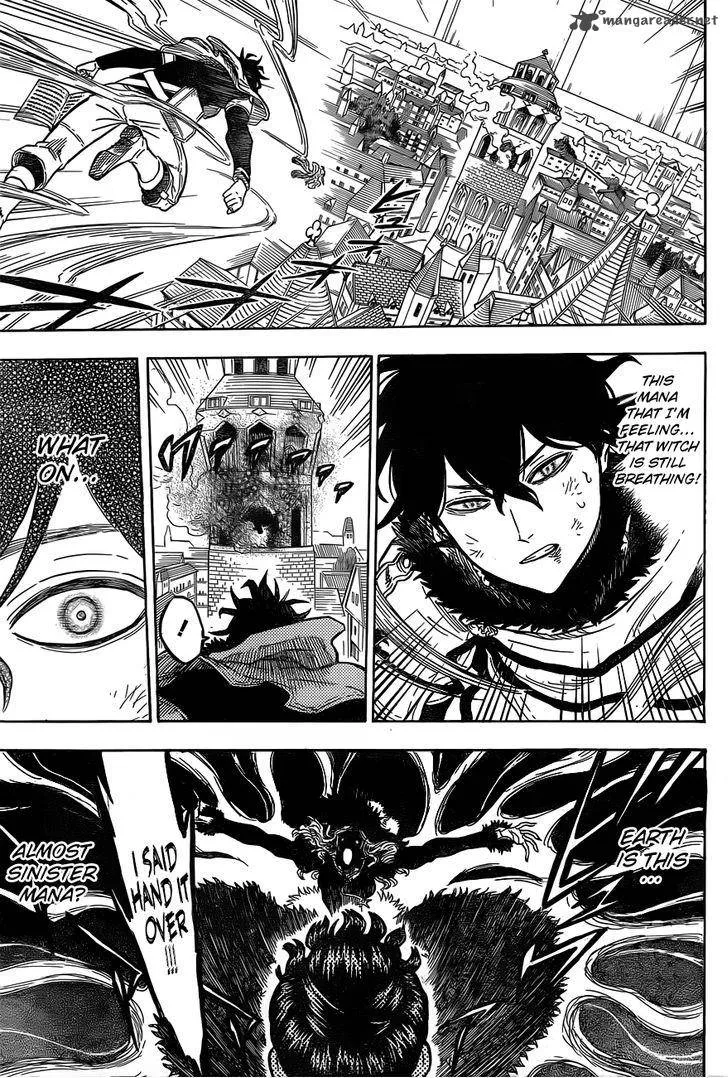 mangareader.net
THIS
MANA
THAT I'M
FEELING...
THAT WITCH
IS STILL
BREATHING!
!
WHAT
ON...
EARTH
IS THIS
...
I SAID
HAND IT
OVER
!!!
ALMOST
SINISTER
MANA?